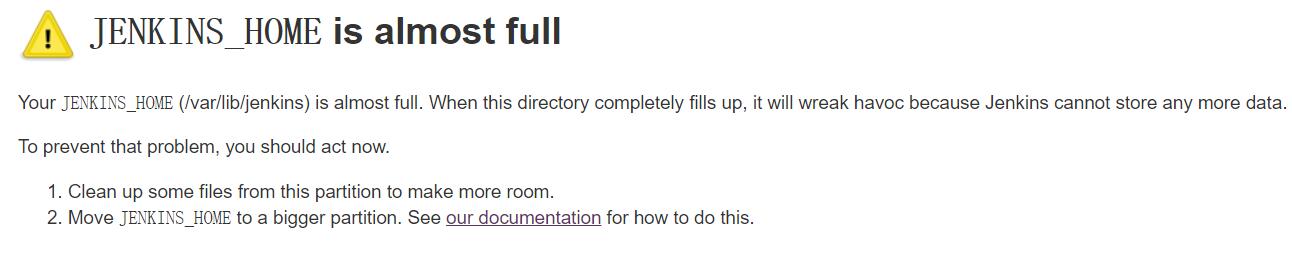 JENKINS_HOME is almost full
Your JENKINS_HOME (/var/lib/jenkins) is almost full. When this directory completely fills up, it will wreak havoc because Jenkins cannot store any more data.
To prevent that problem, you should act now.
1. Clean up some files from this partition to make more room.
2. Move JENKINS_HOME to a bigger partition. See our documentation for how to do this.